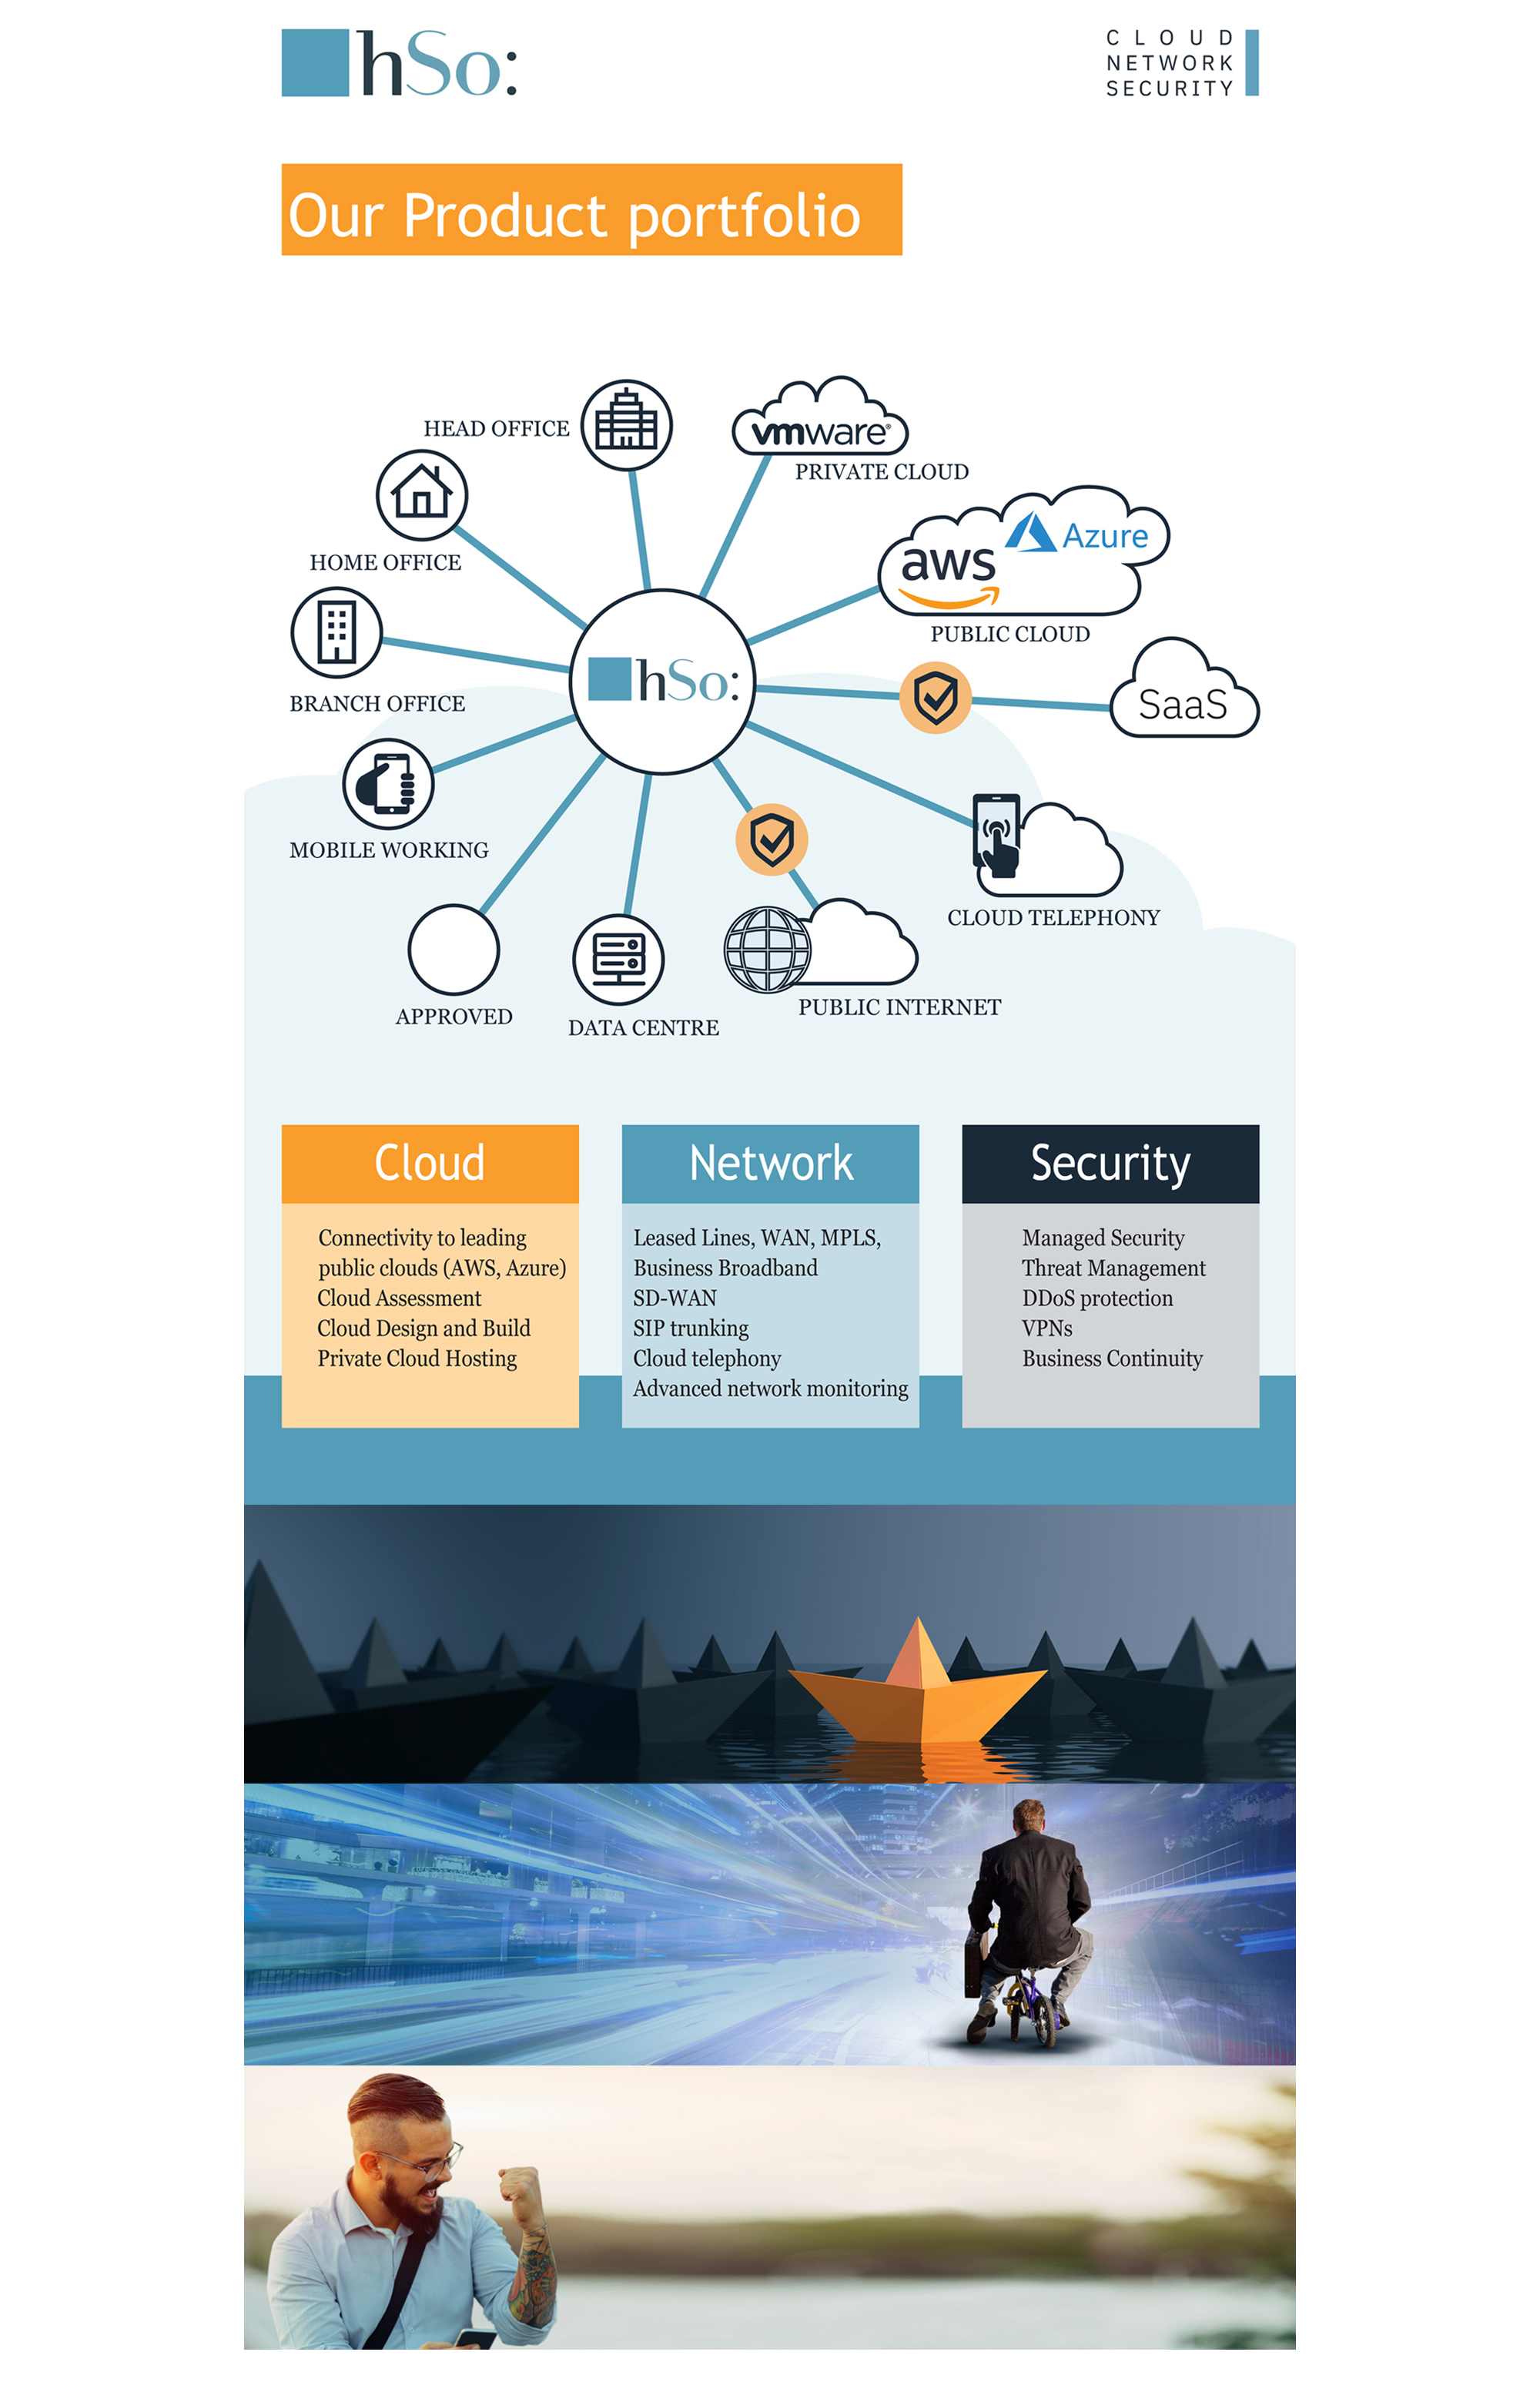 hSo:
CLOUD
NETWORK
SECURITY
Our Product portfolio
HEAD OFFICE
vmware®
PRIVATE CLOUD
HOME OFFICE
aws
Azure
PUBLIC CLOUD
BRANCH OFFICE
hSo:
SaaS
MOBILE WORKING
CLOUD TELEPHONY
APPROVED
DATA CENTRE
PUBLIC INTERNET
Cloud
Connectivity to leading
public clouds (AWS, Azure)
Cloud Assessment
Cloud Design and Build
Private Cloud Hosting
Network
Leased Lines, WAN, MPLS,
Business Broadband
SD-WAN
SIP trunking
Cloud telephony
Advanced network monitoring
Security
Managed Security
Threat Management
DDoS protection
VPNs
Business Continuity